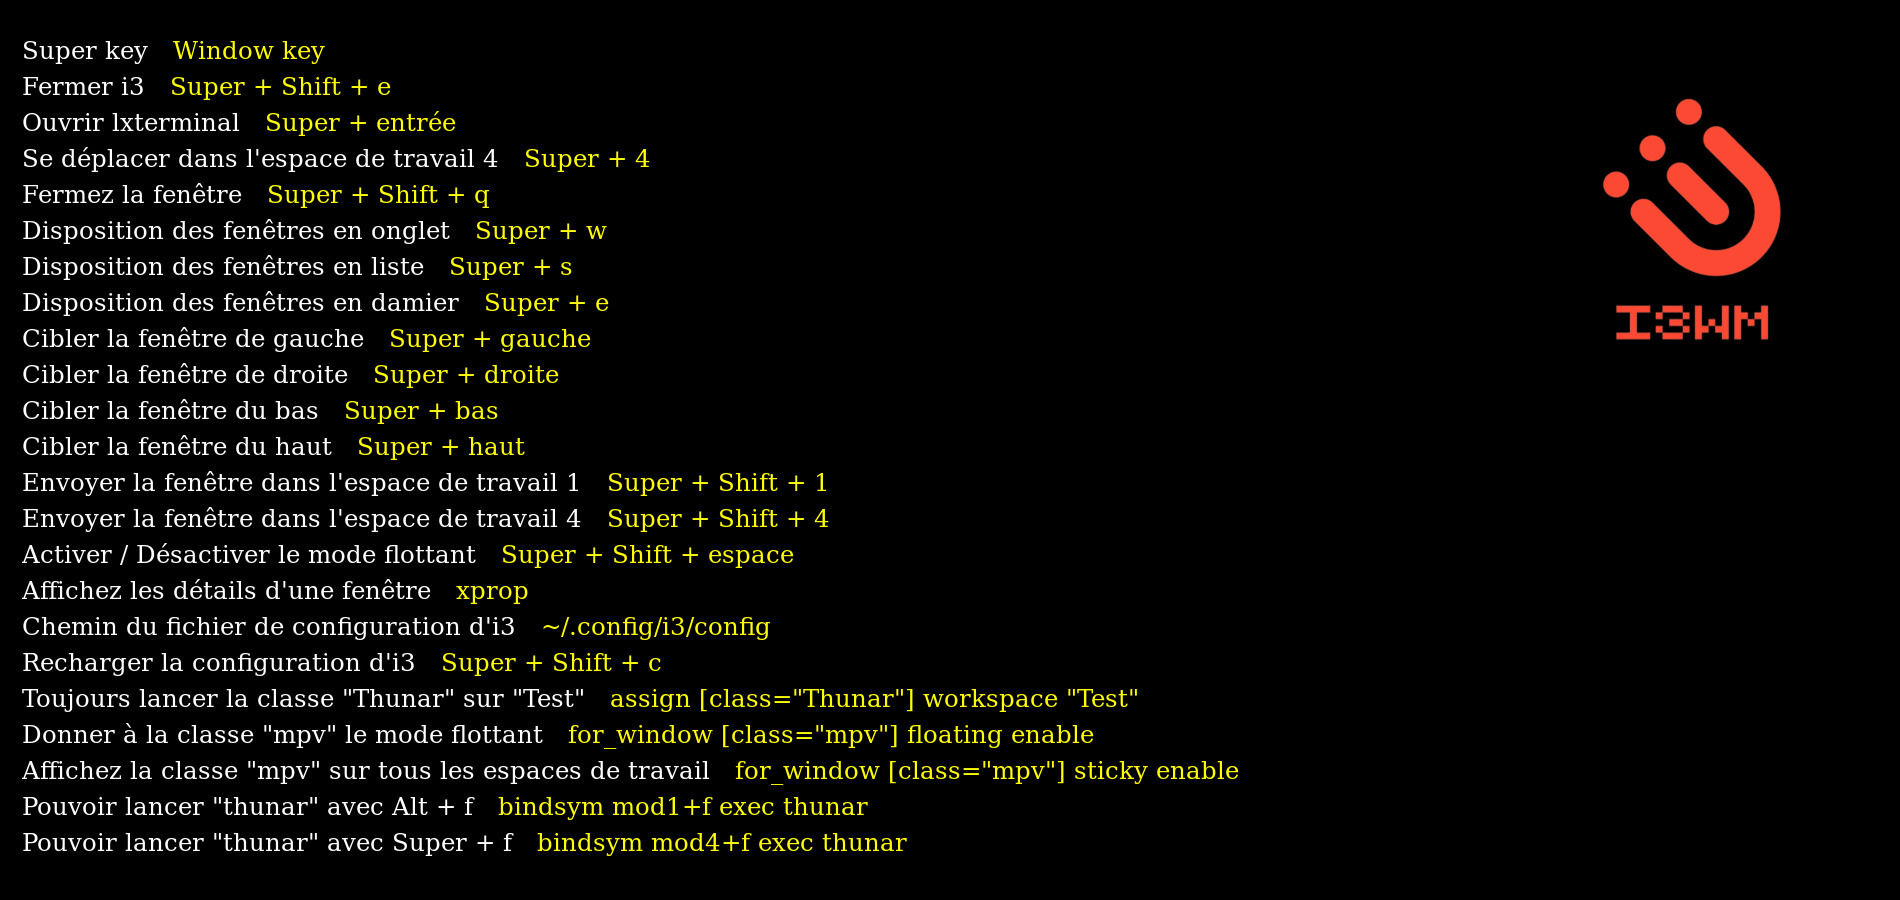 Super key Window key
Fermer i3 Super + Shift + e
Ouvrir lxterminal Super + entrée
Se déplacer dans l'espace de travail 4 Super + 4
Fermez la fenêtre Super + Shift + q
Disposition des fenêtres en onglet Super + w
Disposition des fenêtres en liste Super + s
Disposition des fenêtres en damier Super + e
Cibler la fenêtre de gauche Super + gauche
Cibler la fenêtre de droite Super + droite
Cibler la fenêtre du bas Super + bas
Cibler la fenêtre du haut Super + haut
Envoyer la fenêtre dans l'espace de travail 1 Super + Shift + 1
Envoyer la fenêtre dans l'espace de travail 4 Super + Shift + 4
Activer / Désactiver le mode flottant Super + Shift + espace
Affichez les détails d'une fenêtre xprop
Chemin du fichier de configuration d'i3 ~/.config/i3/config
Recharger la configuration d'i3 Super + Shift + c
Toujours lancer la classe "Thunar" sur "Test" assign [class="Thunar"] workspace "Test"
Donner à la classe "mpv" le mode flottant for_window [class="mpv"] floating enable
Affichez la classe "mpv" sur tous les espaces de travail for_window [class="mpv"] sticky enable
Pouvoir lancer "thunar" avec Alt + f bindsym mod1+f exec thunar
Pouvoir lancer "thunar" avec Super + f bindsym mod4+f exec thunar
I3WM